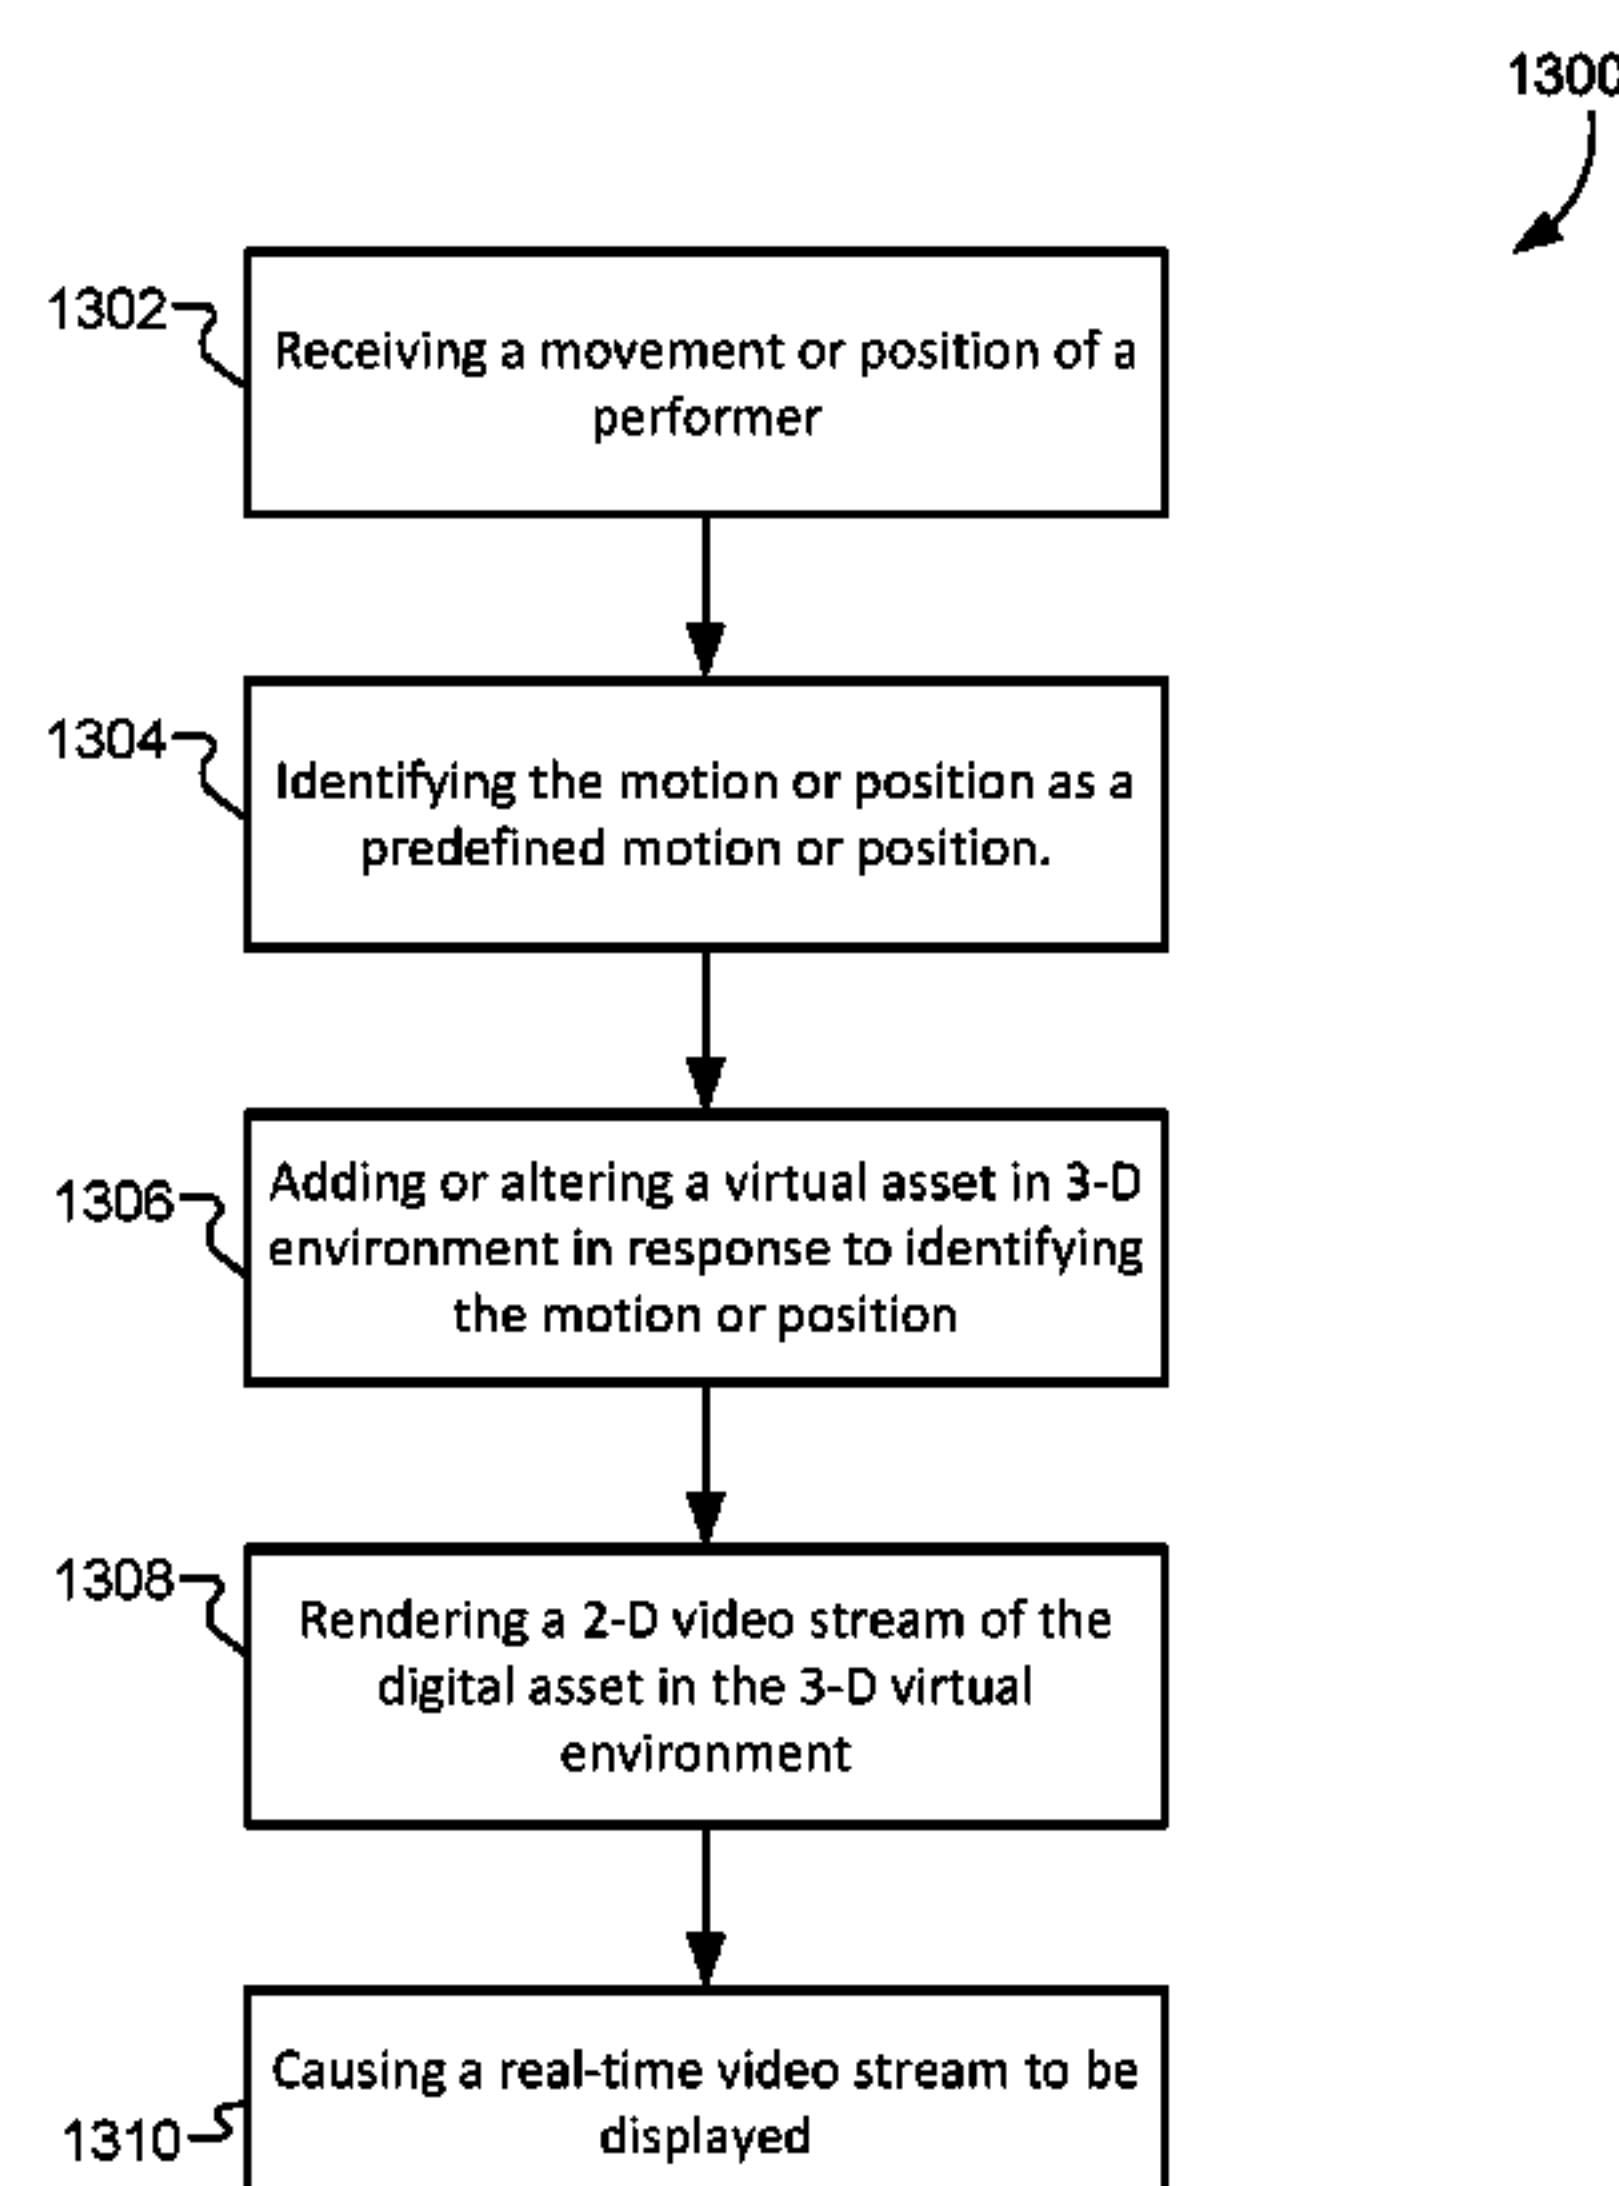 1300
1302
Receiving a movement or position of a
performer
1304
Identifying the motion or position as a
predefined motion or position.
1306
Adding or altering a virtual asset in 3-D
environment in response to identifying
the motion or position
1308
Rendering a 2-D video stream of the
digital asset in the 3-D virtual
environment
Causing a real-time video stream to be
displayed
1310